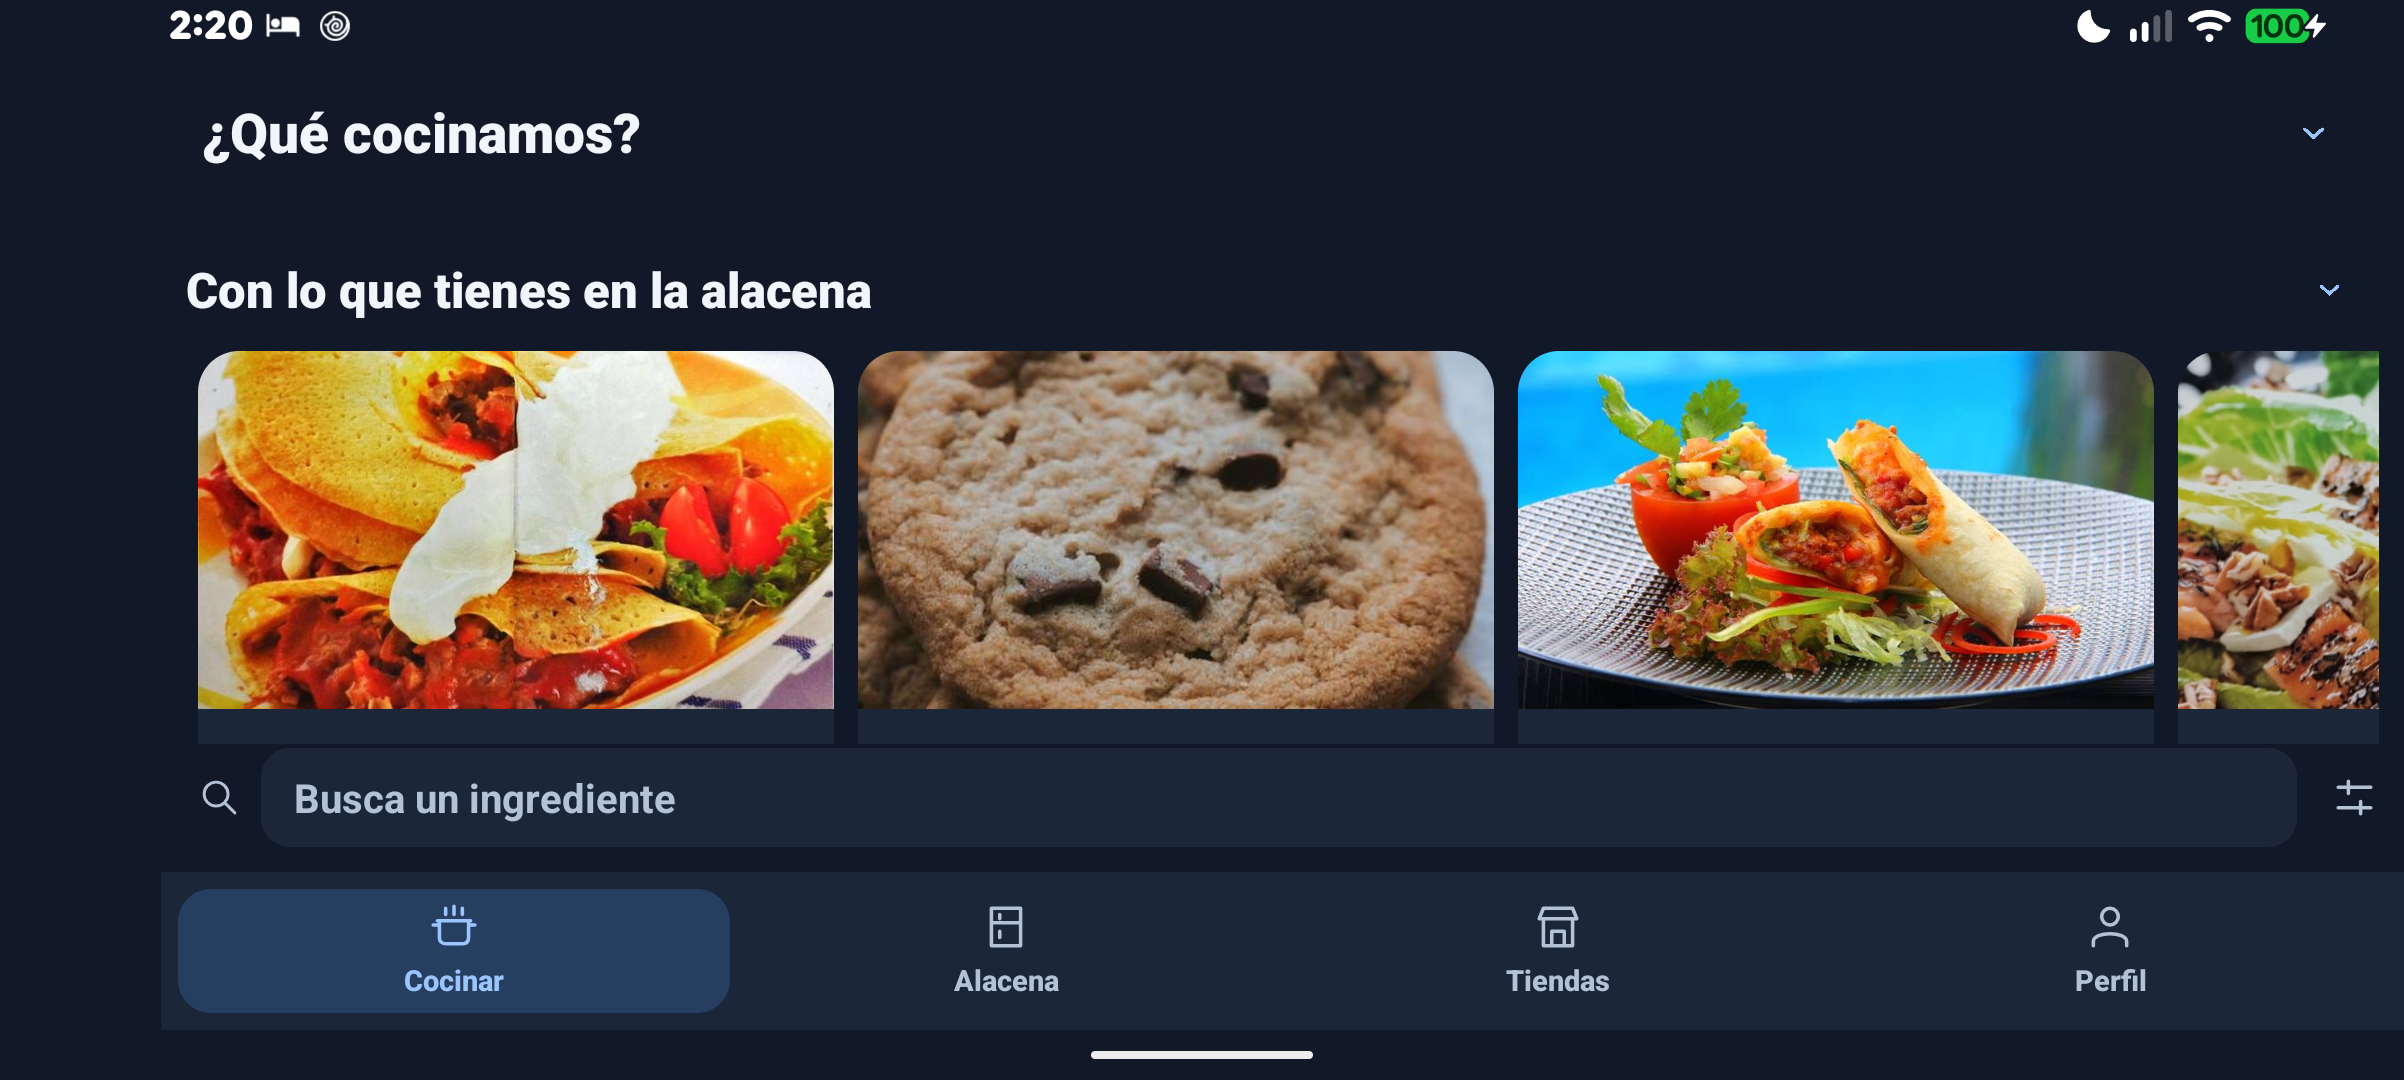 2:20
100
¿Qué cocinamos?
Con lo que tienes en la alacena
Busca un ingrediente
Cocinar
Alacena
Tiendas
Perfil